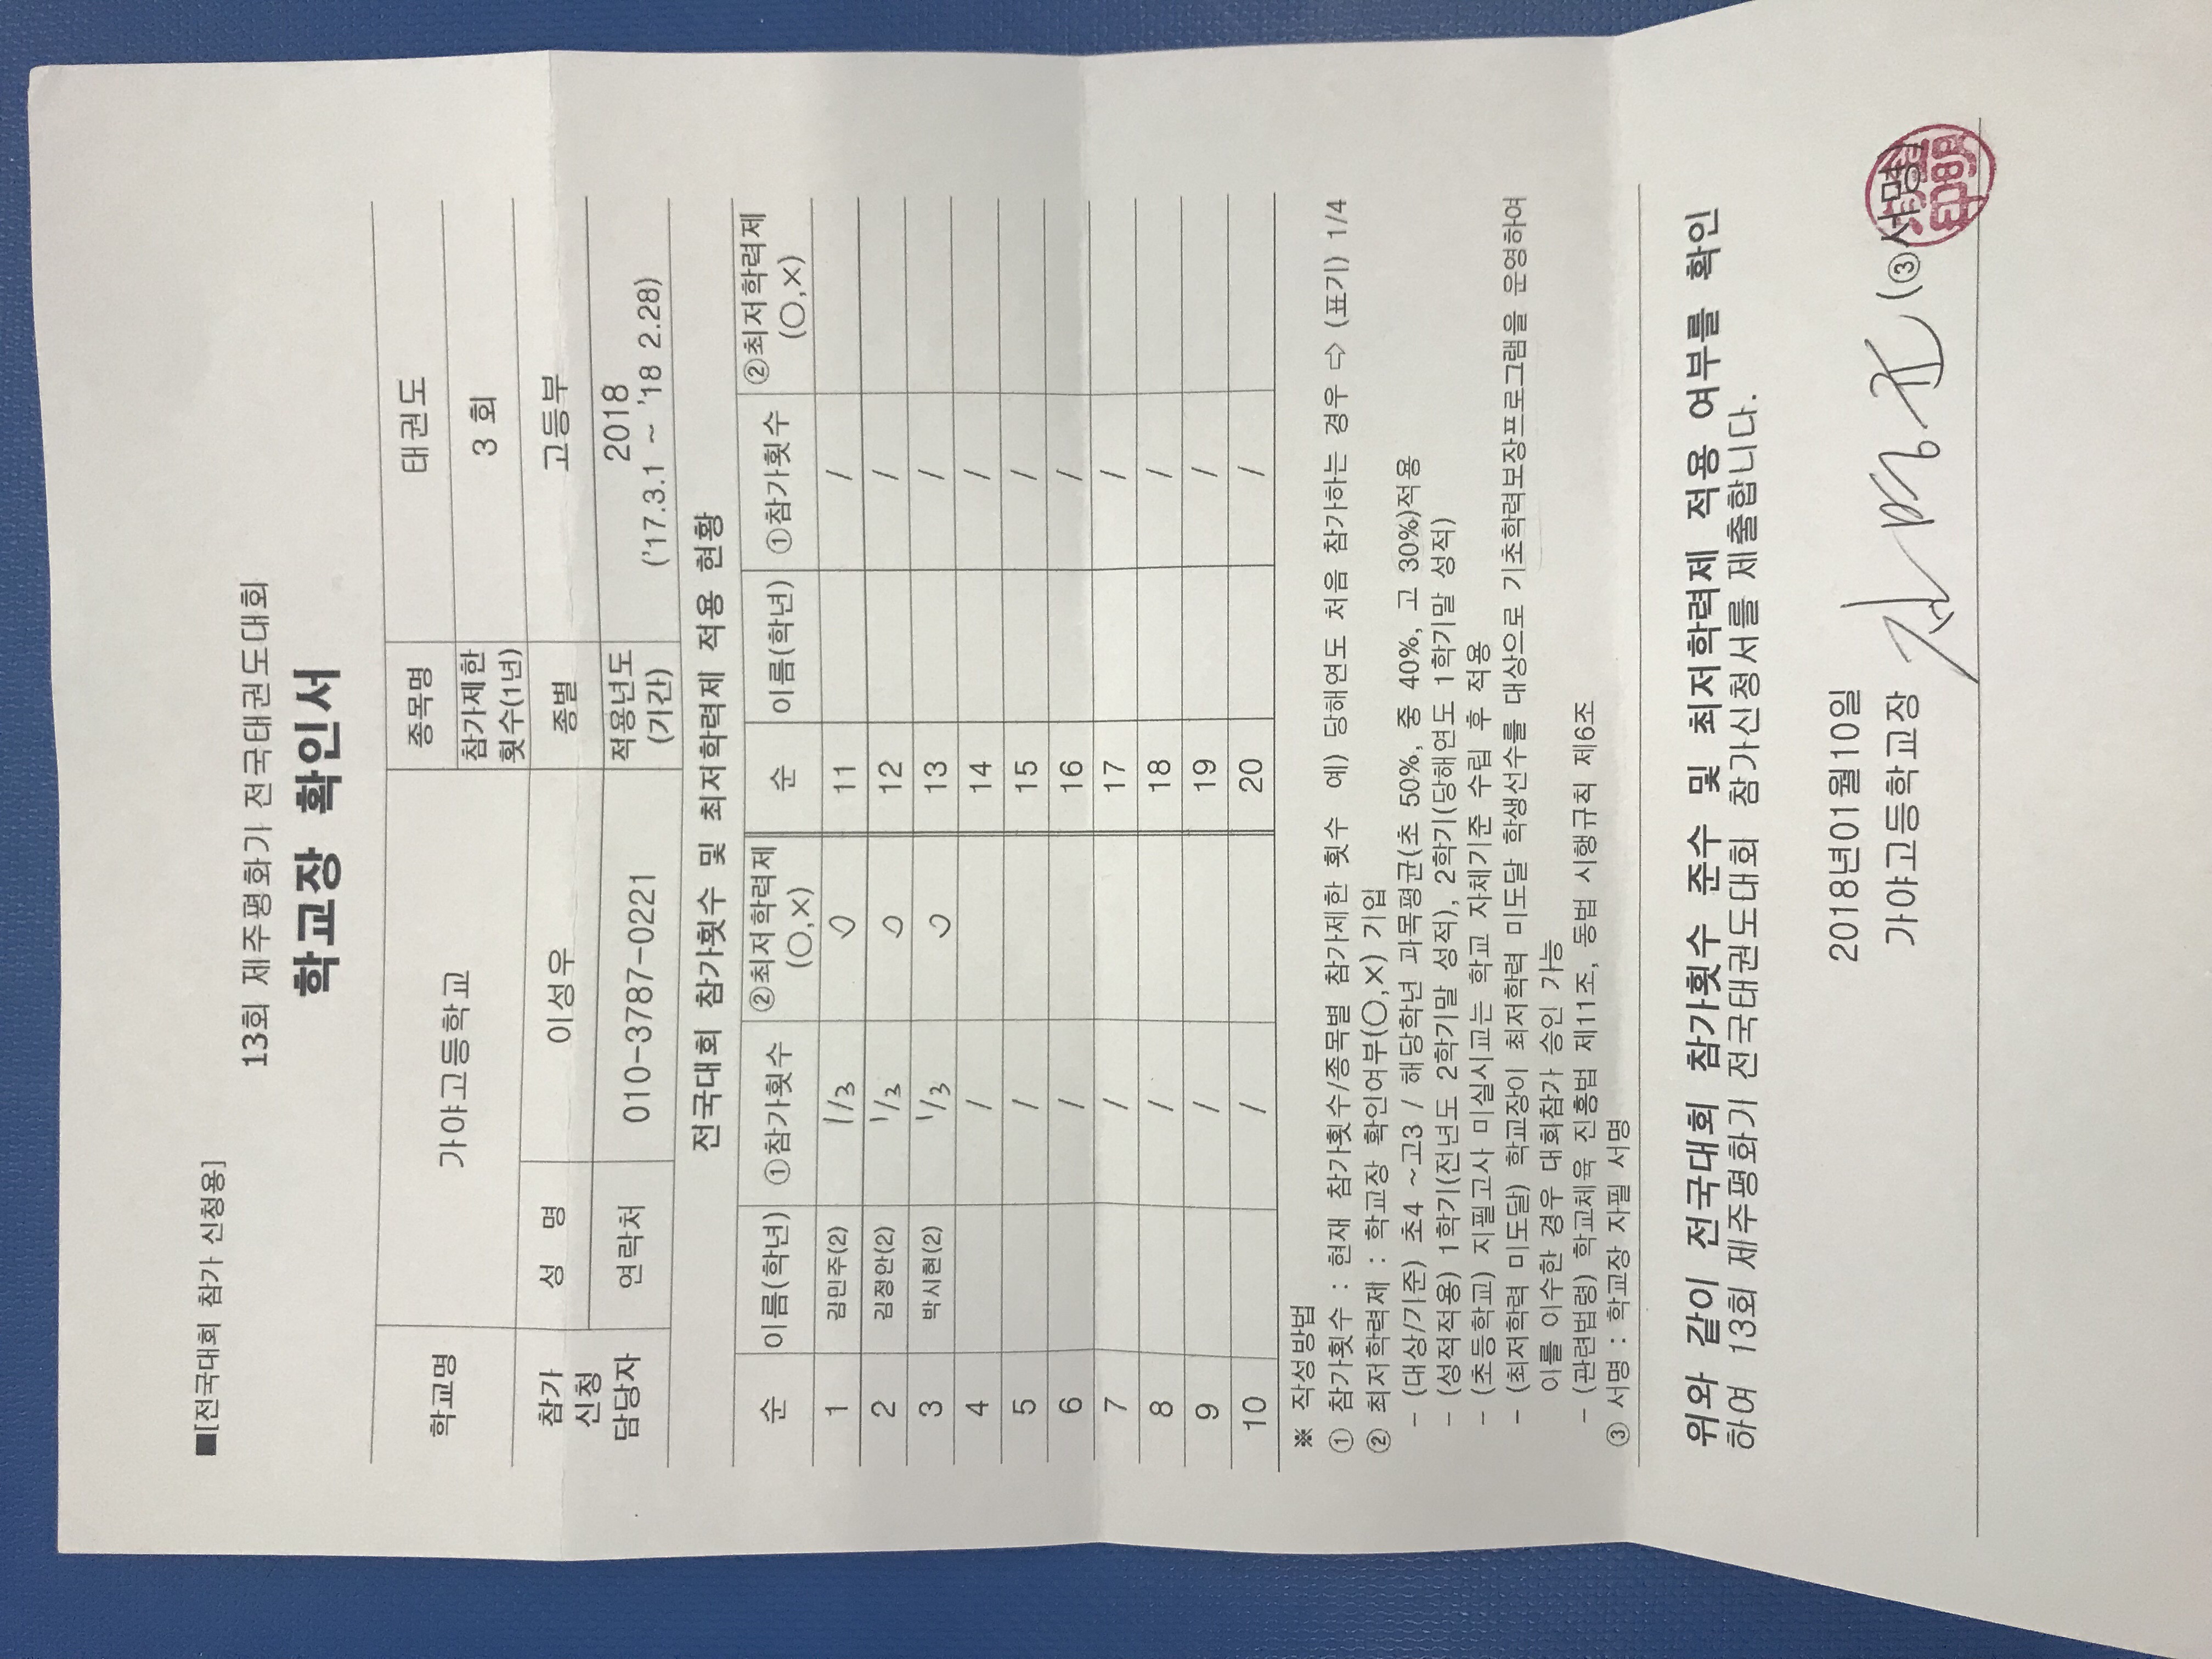 ■[전국대회 참가 신청용]
13회 제주평화기 전국태권도대회
학교장 확인서
학교명 가야고등학교 종목명 태권도
참가제한 횟수(1년) 3 회
참가 신청 담당자 성 명 이성우 종별 고등부
연락처 010-3787-0221 적용년도 (기간) 2018 ('17.3.1 ~ '18 2.28)
전국대회 참가횟수 및 최저학력제 적용 현황
순 이름(학년) ①참가횟수 ②최저학력제 (○,×) 순 이름(학년) ①참가횟수 ②최저학력제 (○,×)
1 김민주(2) 1/3 O 11 /
2 김정안(2) 1/3 O 12 /
3 박시현(2) 1/3 O 13 /
4 / 14 /
5 / 15 /
6 / 16 /
7 / 17 /
8 / 18 /
9 / 19 /
10 / 20 /
※ 작성방법
① 참가횟수 : 현재 참가횟수/종목별 참가제한 횟수 예) 당해연도 처음 참가하는 경우 ⇨ (표기) 1/4
② 최저학력제 : 학교장 확인여부(○,×) 기입
- (대상/기준) 초4 ~고3 / 해당학년 과목평균(초 50%, 중 40%, 고 30%)적용
- (성적적용) 1학기(전년도 2학기말 성적), 2학기(당해연도 1학기말 성적)
- (초등학교) 지필고사 미실시교는 학교 자체기준 수립 후 적용
- (최저학력 미도달) 학교장이 최저학력 미도달 학생선수를 대상으로 기초학력보장프로그램을 운영하여
이를 이수한 경우 대회참가 승인 가능
- (관련법령) 학교체육 진흥법 제11조, 동법 시행규칙 제6조
③ 서명 : 학교장 자필 서명
위와 같이 전국대회 참가횟수 준수 및 최저학력제 적용 여부를 확인
하여 13회 제주평화기 전국태권도대회 참가신청서를 제출합니다.
2018년01월10일
가야고등학교장 (③서명)